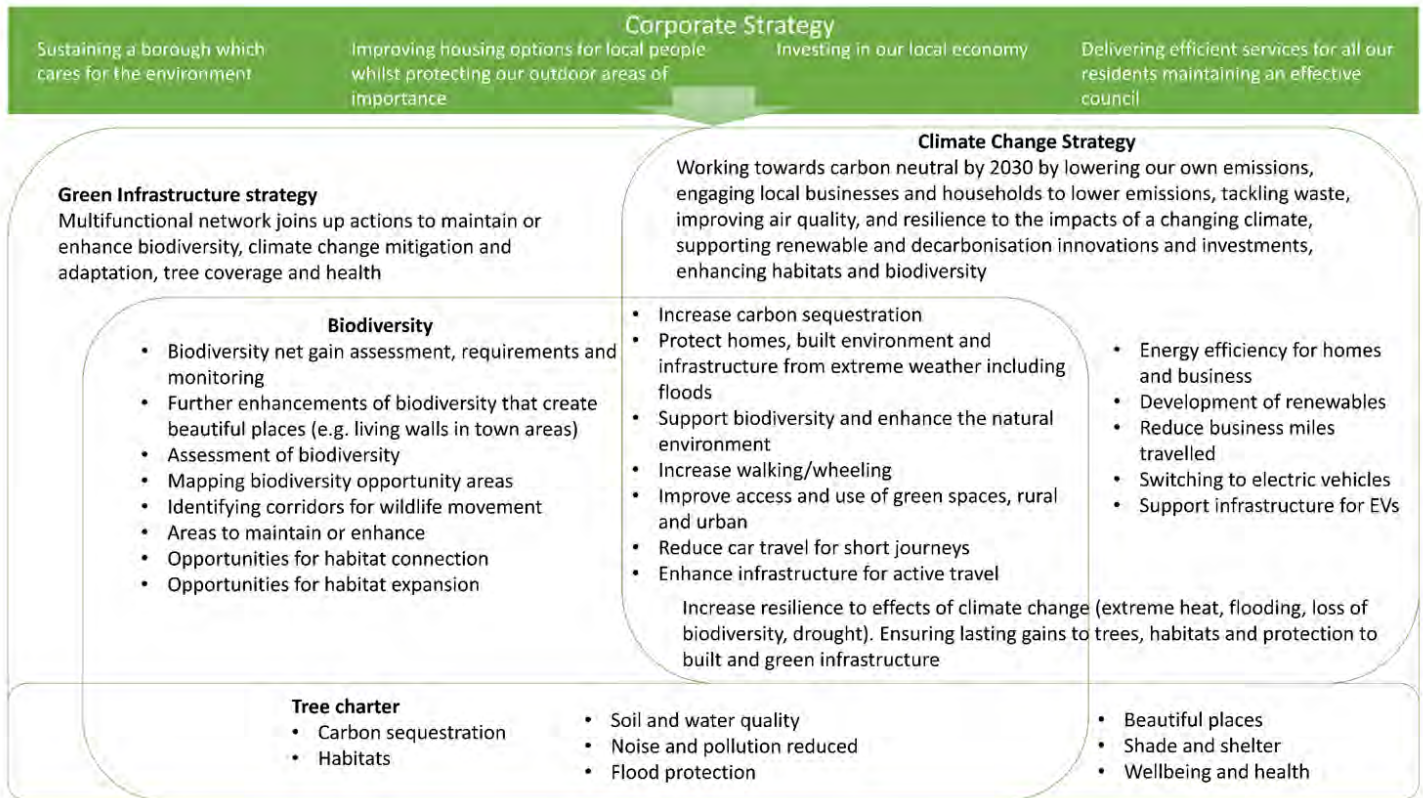 Corporate Strategy
Sustaining a borough which
cares for the environment
Improving housing options for local people
whilst protecting our outdoor areas of
importance
Investing in our local economy
Delivering efficient services for all our
residents maintaining an effective
council
Green Infrastructure strategy
Multifunctional network joins up actions to maintain or
enhance biodiversity, climate change mitigation and
adaptation, tree coverage and health
Climate Change Strategy
Working towards carbon neutral by 2030 by lowering our own emissions,
engaging local businesses and households to lower emissions, tackling waste,
improving air quality, and resilience to the impacts of a changing climate,
supporting renewable and decarbonisation innovations and investments,
enhancing habitats and biodiversity
Biodiversity
• Biodiversity net gain assessment, requirements and
monitoring
• Further enhancements of biodiversity that create
beautiful places (e.g. living walls in town areas)
• Assessment of biodiversity
• Mapping biodiversity opportunity areas
• Identifying corridors for wildlife movement
• Areas to maintain or enhance
• Opportunities for habitat connection
• Opportunities for habitat expansion
• Increase carbon sequestration
• Protect homes, built environment and
infrastructure from extreme weather including
floods
• Support biodiversity and enhance the natural
environment
• Increase walking/wheeling
• Improve access and use of green spaces, rural
and urban
• Reduce car travel for short journeys
• Enhance infrastructure for active travel
• Energy efficiency for homes
and business
• Development of renewables
• Reduce business miles
travelled
• Switching to electric vehicles
• Support infrastructure for EVs
Increase resilience to effects of climate change (extreme heat, flooding, loss of
biodiversity, drought). Ensuring lasting gains to trees, habitats and protection to
built and green infrastructure
Tree charter
• Carbon sequestration
• Habitats
• Soil and water quality
• Noise and pollution reduced
• Flood protection
• Beautiful places
• Shade and shelter
• Wellbeing and health